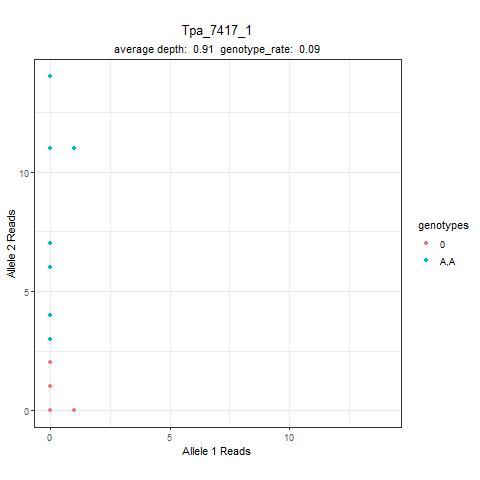 Tpa_7417_1
average depth:  0.91  genotype_rate:  0.09
10
5
0
Allele 2 Reads
0
5
10
Allele 1 Reads
genotypes
0
A,A